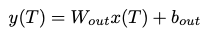 y(T) = W_{out}x(T) + b_{out}